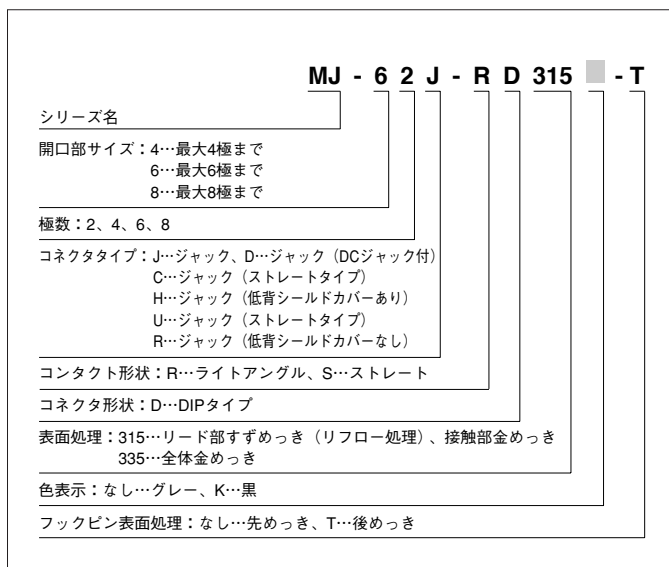 MJ - 6 2 J - R D 315 - T
シリーズ名
開口部サイズ：4…最大4極まで
6…最大6極まで
8…最大8極まで
極数：2、4、6、8
コネクタタイプ：J…ジャック、D…ジャック（DCジャック付）
C…ジャック（ストレートタイプ）
H…ジャック（低背シールドカバーあり）
U…ジャック（ストレートタイプ）
R…ジャック（低背シールドカバーなし）
コンタクト形状：R…ライトアングル、S…ストレート
コネクタ形状：D…DIPタイプ
表面処理：315…リード部すずめっき（リフロー処理）、接触部金めっき
335…全体金めっき
色表示：なし…グレー、K…黒
フックピン表面処理：なし…先めっき、T…後めっき